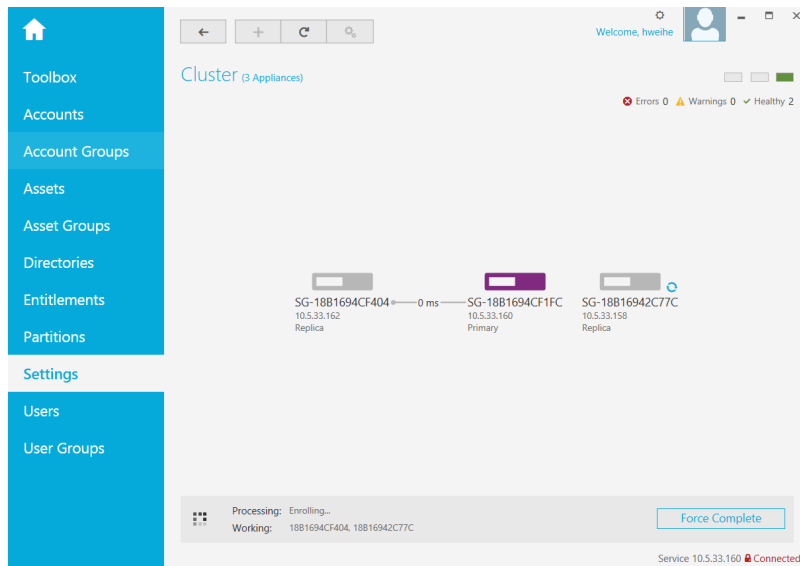 Welcome, hweihe
Toolbox
Accounts
Account Groups
Assets
Asset Groups
Directories
Entitlements
Partitions
Settings
Users
User Groups
Cluster (3 Appliances)
Errors 0 Warnings 0 Healthy 2
SG-18B1694CF404 0 ms SG-18B1694CF1FC SG-18B16942C77C
10.5.33.162 10.5.33.160 10.5.33.158
Replica Primary Replica
Processing: Enrolling...
Working: 18B1694CF404, 18B16942C77C
Force Complete
Service 10.5.33.160 Connected